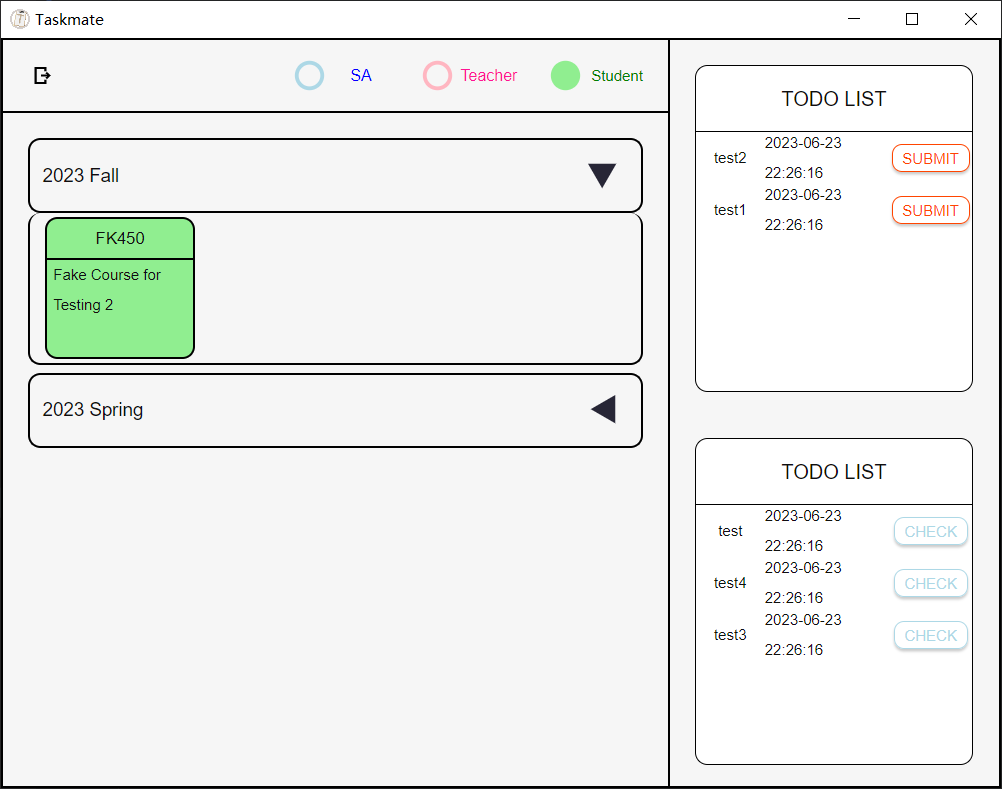 Taskmate
SA
Teacher
Student
2023 Fall
FK450
Fake Course for
Testing 2
2023 Spring
TODO LIST
test2
2023-06-23
22:26:16
SUBMIT
test1
2023-06-23
22:26:16
SUBMIT
TODO LIST
test
2023-06-23
22:26:16
CHECK
test4
2023-06-23
22:26:16
CHECK
test3
2023-06-23
22:26:16
CHECK